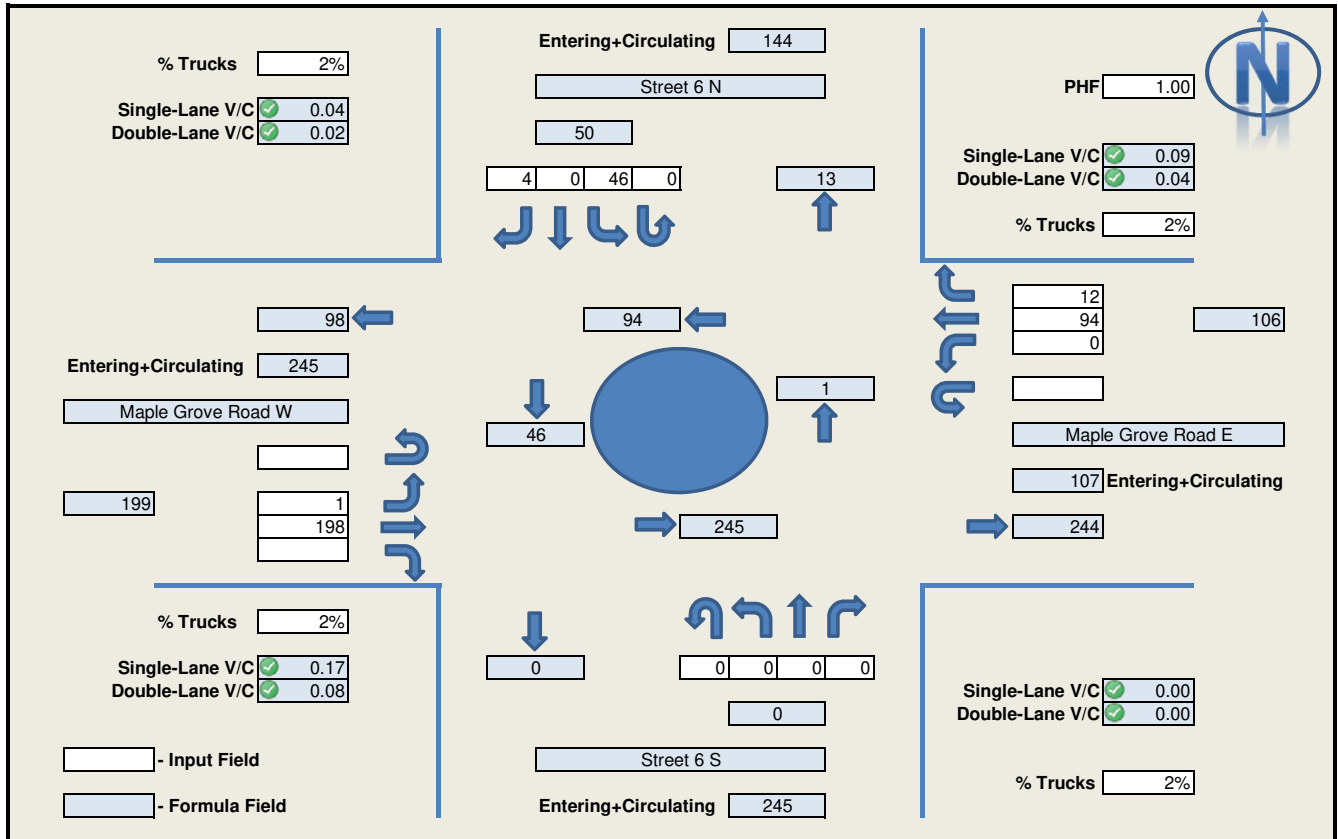 Entering+Circulating 144
% Trucks 2%
Street 6 N
PHF 1.00
N
Single-Lane V/C 0.04
Double-Lane V/C 0.02
50
Single-Lane V/C 0.09
Double-Lane V/C 0.04
4 0 46 0
13
% Trucks 2%
12
98
94
94
106
0
Entering+Circulating 245
1
Maple Grove Road W
46
Maple Grove Road E
107 Entering+Circulating
199
1
198
245
244
% Trucks 2%
Single-Lane V/C 0.17
Double-Lane V/C 0.08
0
0 0 0 0
Single-Lane V/C 0.00
Double-Lane V/C 0.00
0
- Input Field
Street 6 S
% Trucks 2%
- Formula Field
Entering+Circulating 245